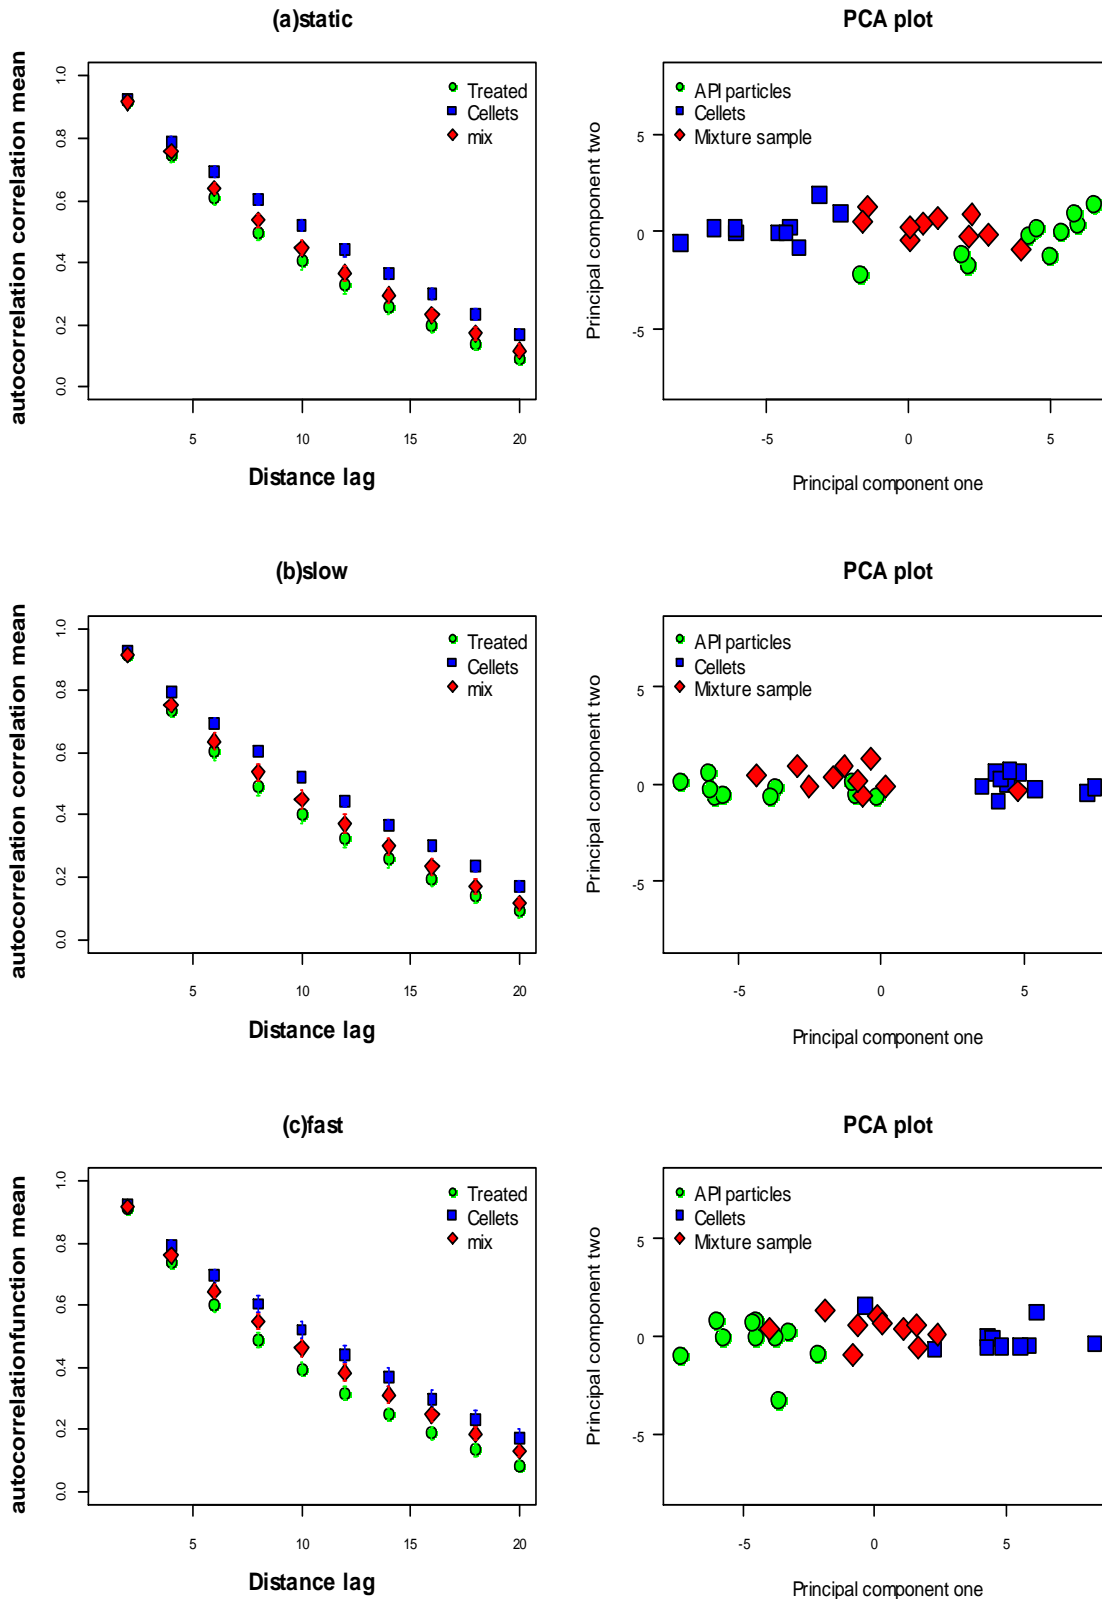 (a)static
autocorrelation correlation mean
1.0
0.8
0.6
0.4
0.2
0.0
Treated
Cellets
mix
5
10
15
20
Distance lag
PCA plot
Principal component two
5
0
-5
API particles
Cellets
Mixture sample
-5
0
5
Principal component one
(b)slow
autocorrelation correlation mean
1.0
0.8
0.6
0.4
0.2
0.0
Treated
Cellets
mix
5
10
15
20
Distance lag
PCA plot
Principal component two
5
0
-5
API particles
Cellets
Mixture sample
-5
0
5
Principal component one
(c)fast
autocorrelationfunction mean
1.0
0.8
0.6
0.4
0.2
0.0
Treated
Cellets
mix
5
10
15
20
Distance lag
PCA plot
Principal component two
5
0
-5
API particles
Cellets
Mixture sample
-5
0
5
Principal component one